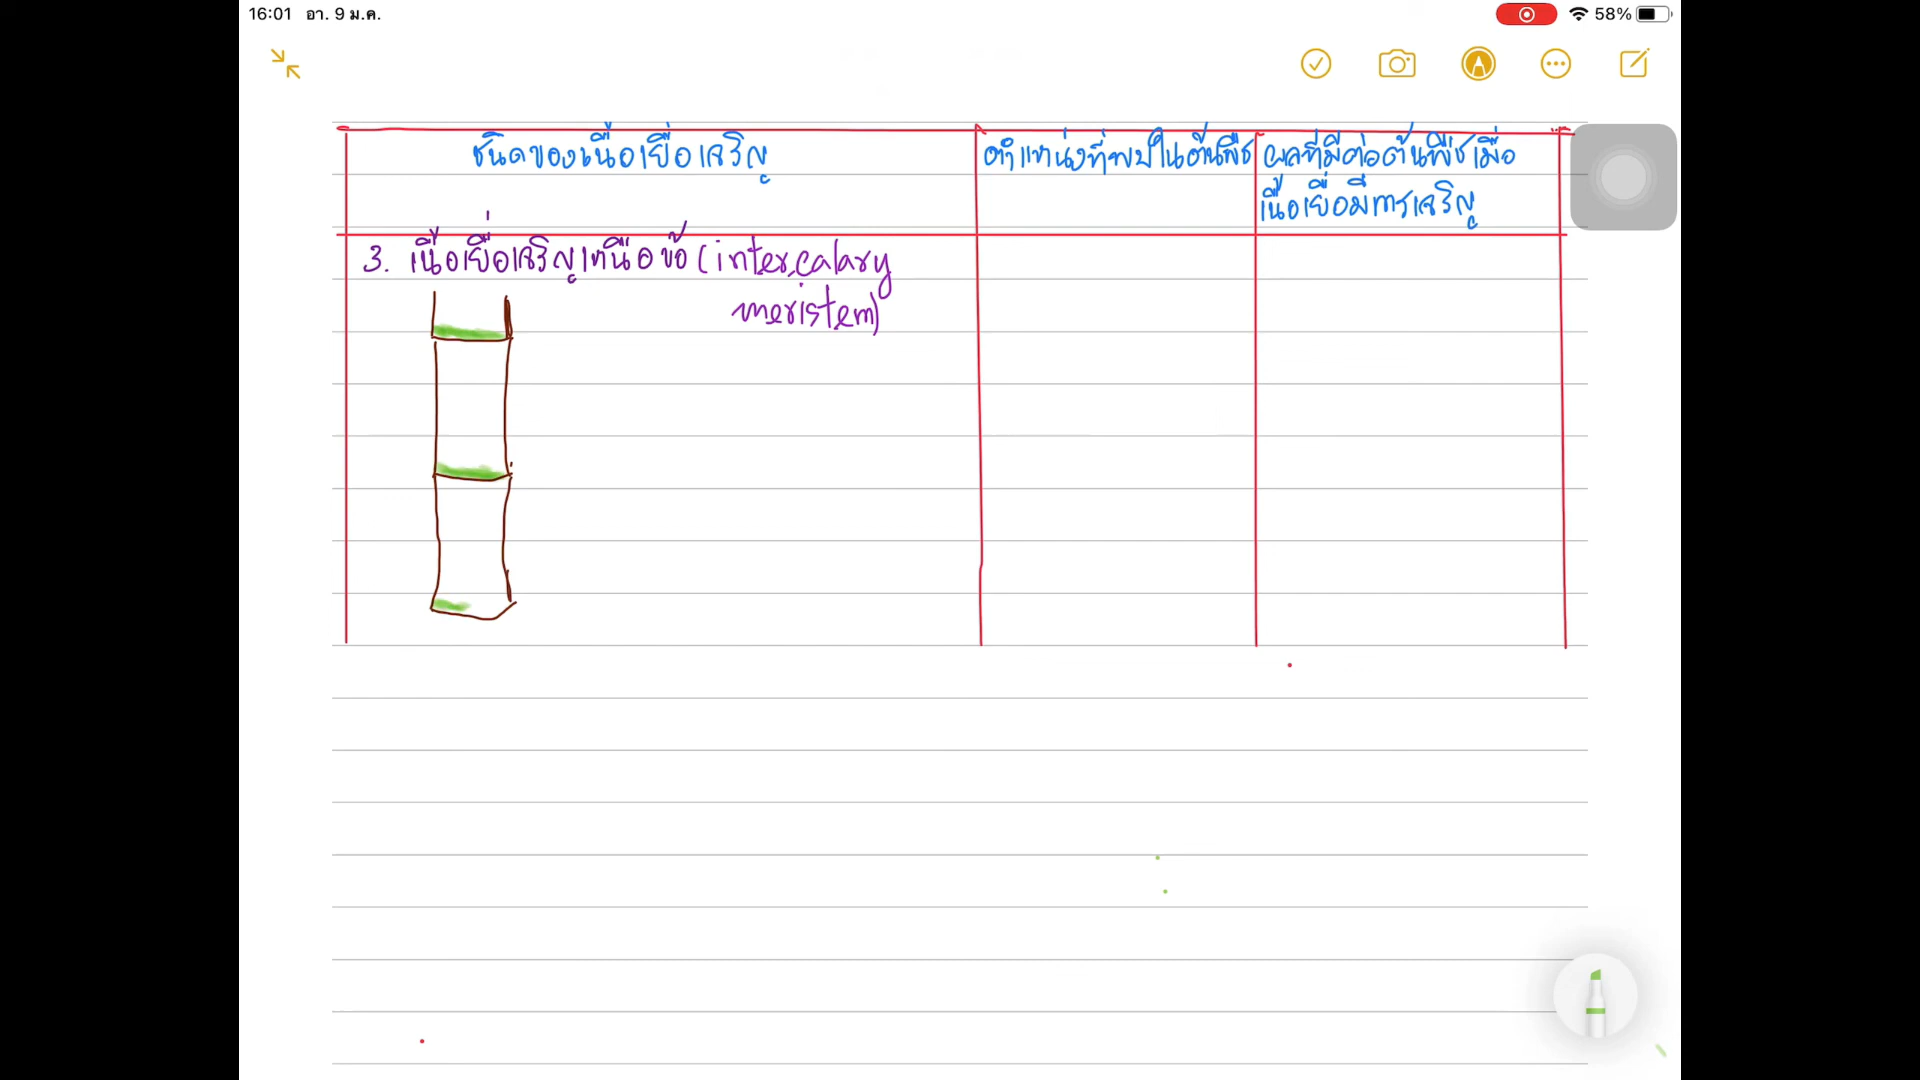 16:01 อา. 9 ม.ค.
58%
ชนิดของเนื้อเยื่อเจริญ
ตำแหน่งที่พบในต้นพืช
ผลที่มีต่อต้นพืชเมื่อ
เนื้อเยื่อมีการเจริญ
3. เนื้อเยื่อเจริญเหนือข้อ (intercalary
meristem)